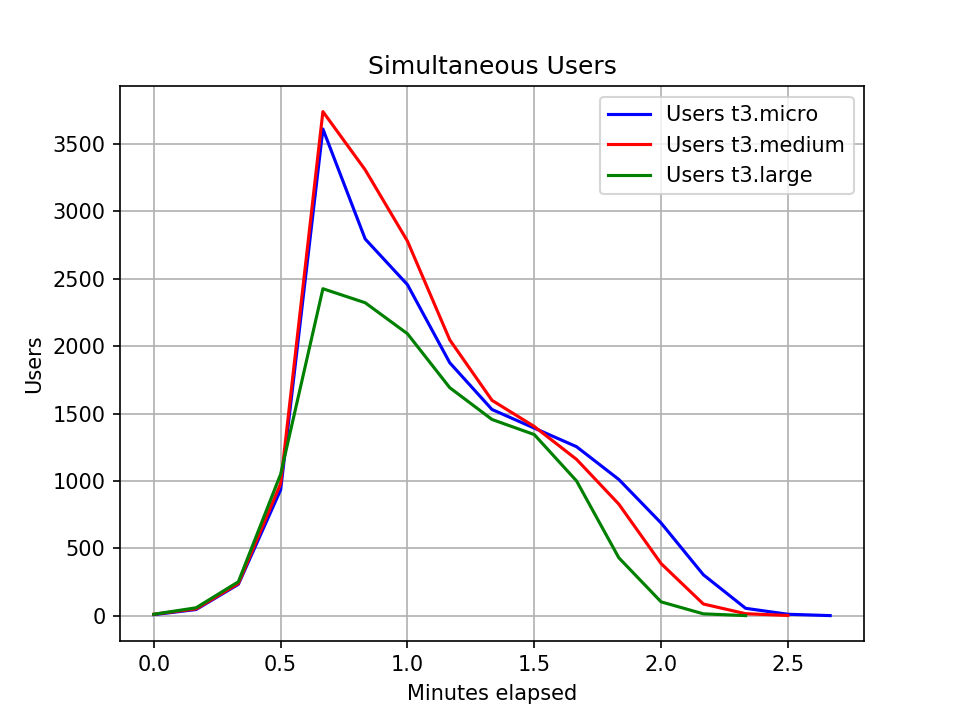 Simultaneous Users
Users t3.micro
Users t3.medium
Users t3.large
3500
3000
2500
2000
1500
1000
500
0
Users
0.0 0.5 1.0 1.5 2.0 2.5
Minutes elapsed